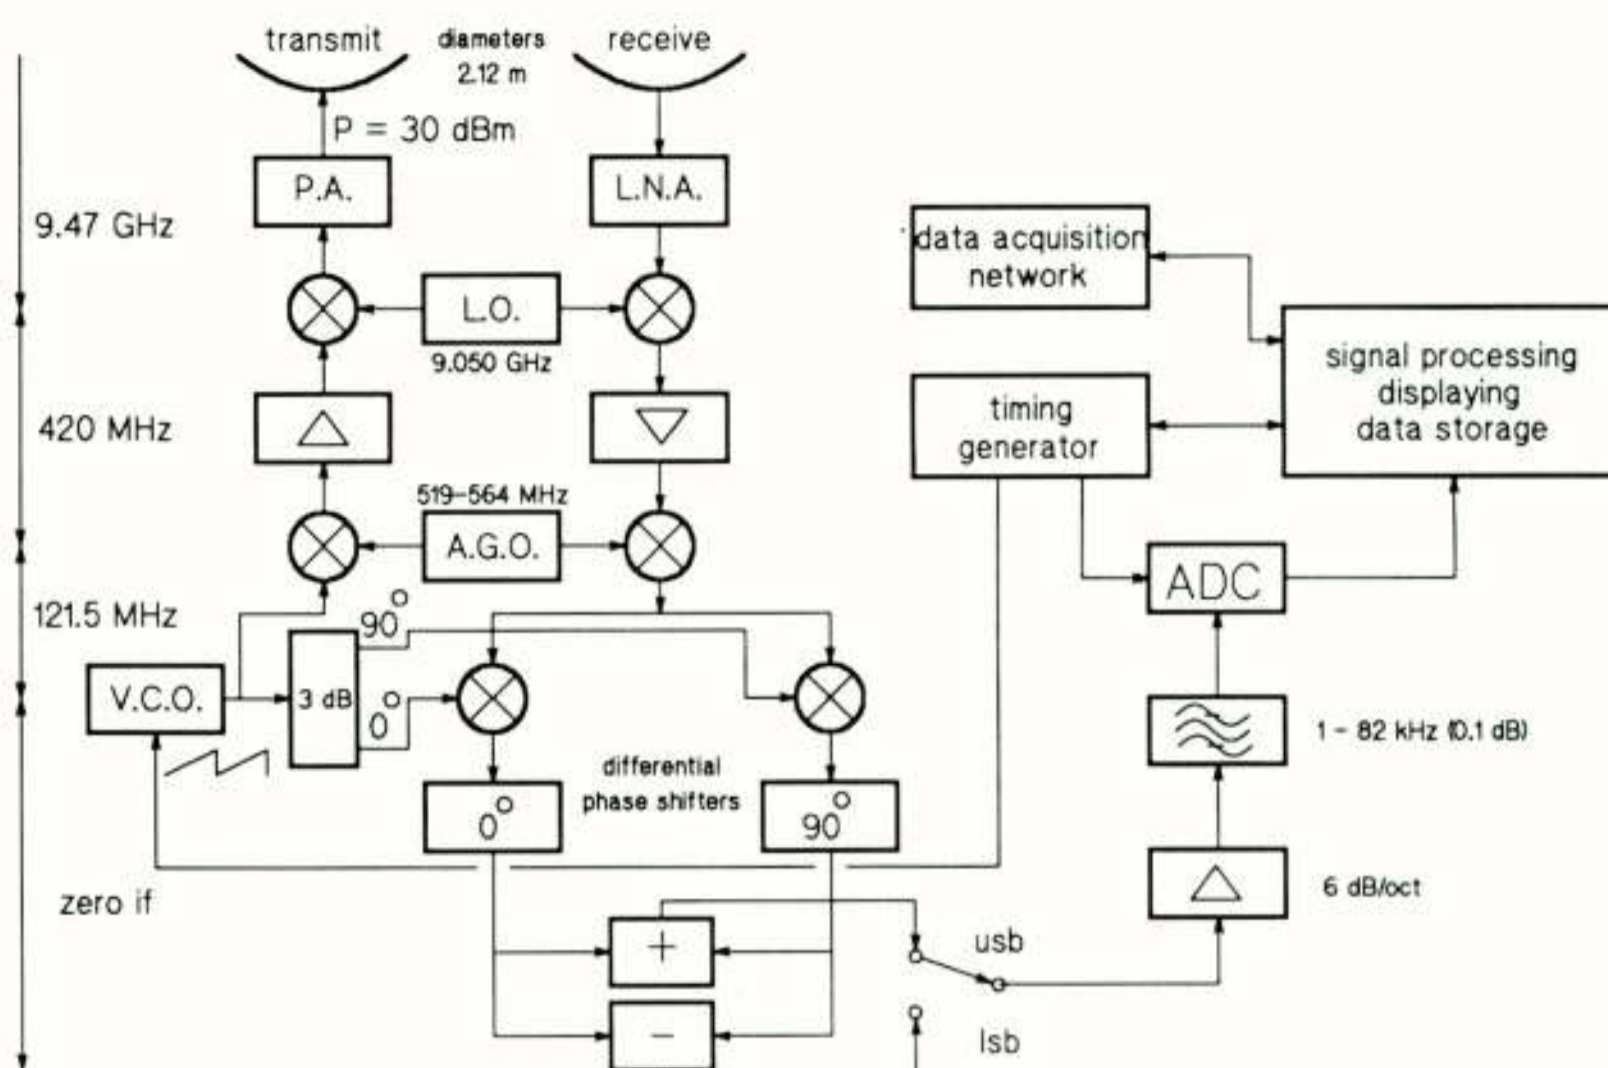 transmit
diameters
2.12 m
receive
P = 30 dBm
P.A.
L.N.A.
9.47 GHz
data acquisition
network
L.O.
9.050 GHz
signal processing
displaying
data storage
timing
generator
420 MHz
519-564 MHz
A.G.O.
ADC
121.5 MHz
90°
V.C.O.
3 dB
0°
1 - 82 kHz (0.1 dB)
differential
phase shifters
0°
90°
zero if
6 dB/oct
+
usb
-
lsb